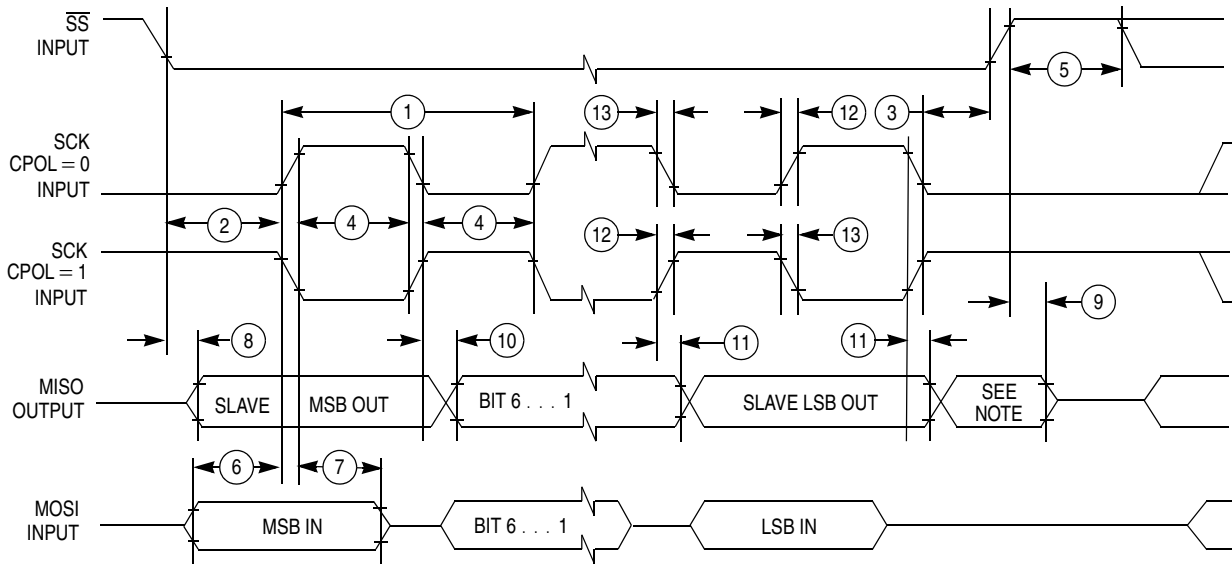 SS
INPUT
5
1
13
12
3
SCK
CPOL = 0
INPUT
2
4
4
SCK
CPOL = 1
INPUT
12
13
9
8
10
11
11
MISO
OUTPUT
SLAVE MSB OUT
BIT 6 . . . 1
SLAVE LSB OUT
SEE
NOTE
6
7
MOSI
INPUT
MSB IN
BIT 6 . . . 1
LSB IN